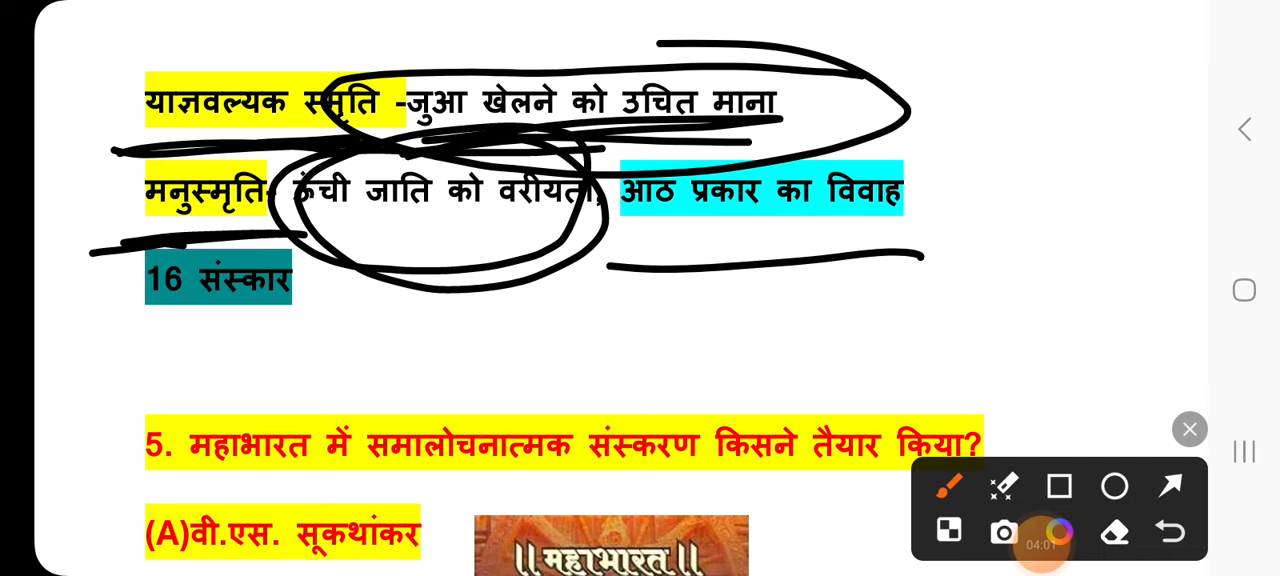 याज्ञवल्यक स्मृति -जुआ खेलने को उचित माना
मनुस्मृति- ऊंची जाति को वरीयता, आठ प्रकार का विवाह
16 संस्कार
5. महाभारत में समालोचनात्मक संस्करण किसने तैयार किया?
(A)वी.एस. सूकथांकर
||महाभारत||
04:01